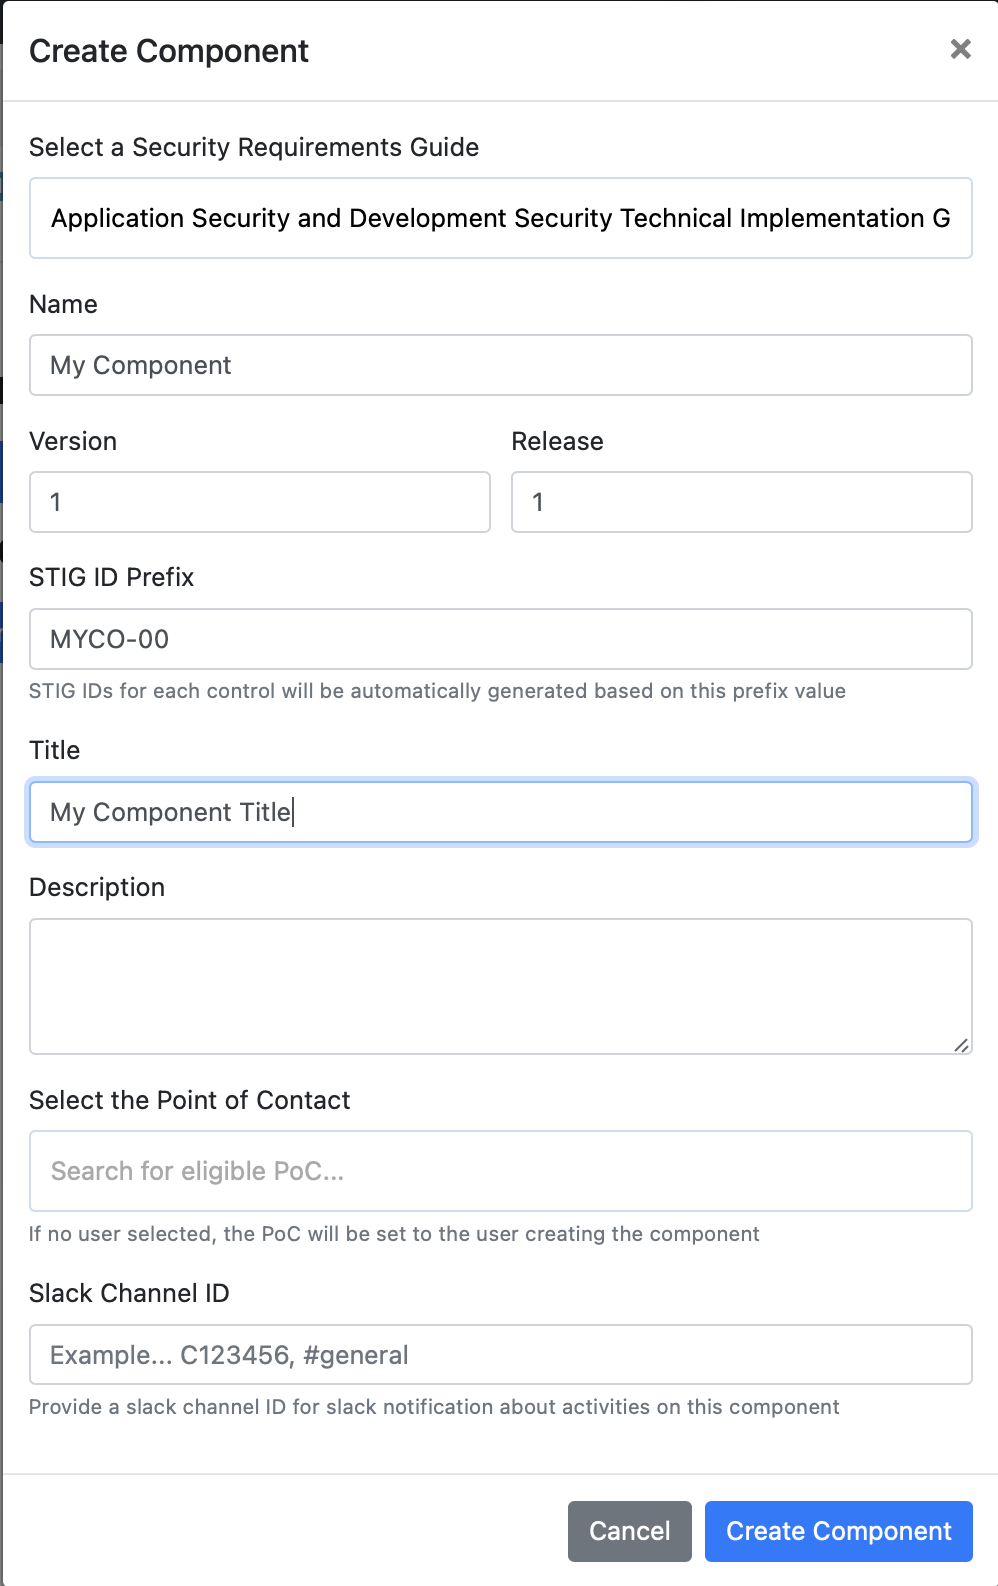 Create Component
Select a Security Requirements Guide
Application Security and Development Security Technical Implementation G
Name
My Component
Version Release
1 1
STIG ID Prefix
MYCO-00
STIG IDs for each control will be automatically generated based on this prefix value
Title
My Component Title
Description
Select the Point of Contact
Search for eligible PoC...
If no user selected, the PoC will be set to the user creating the component
Slack Channel ID
Example... C123456, #general
Provide a slack channel ID for slack notification about activities on this component
Cancel Create Component